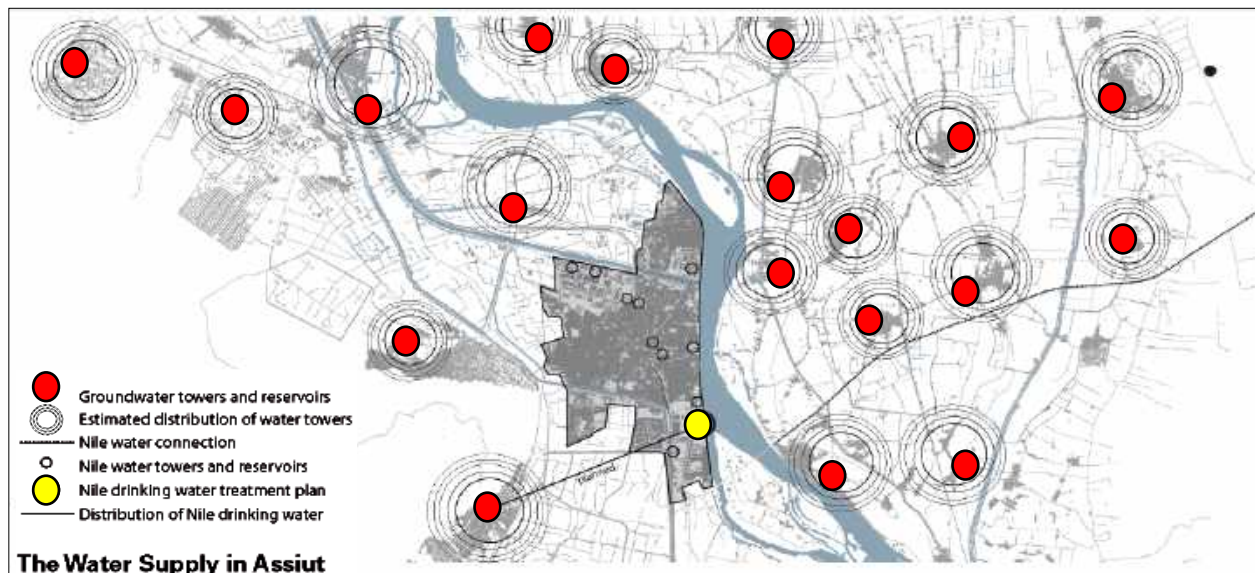 Planned
Groundwater towers and reservoirs
Estimated distribution of water towers
Nile water connection
Nile water towers and reservoirs
Nile drinking water treatment plan
Distribution of Nile drinking water
The Water Supply in Assiut